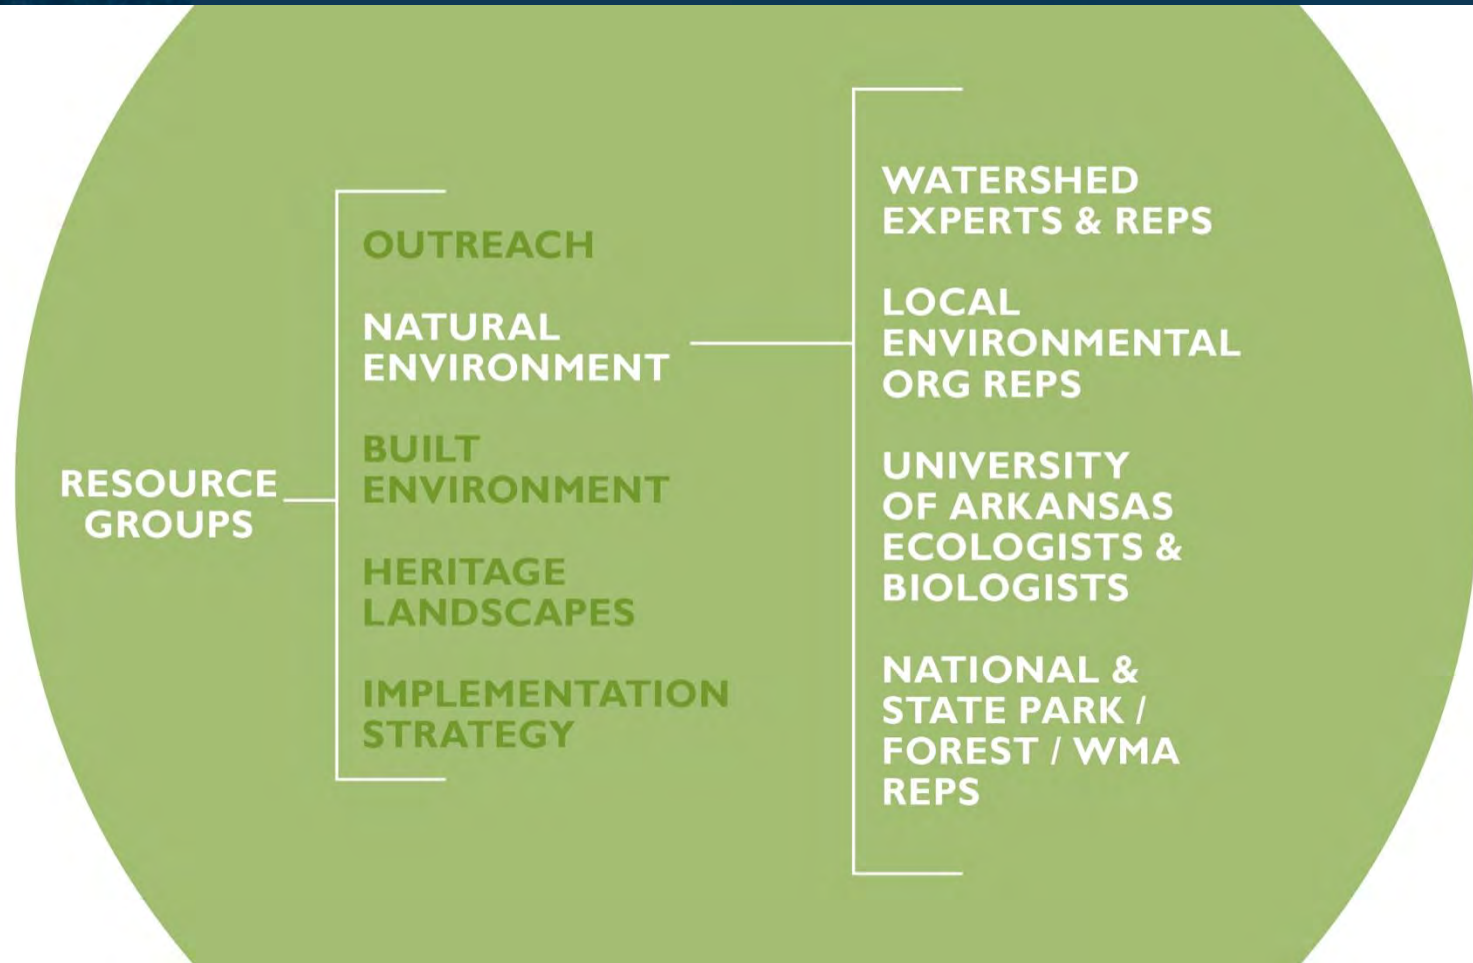 RESOURCE
GROUPS
OUTREACH
NATURAL
ENVIRONMENT
BUILT
ENVIRONMENT
HERITAGE
LANDSCAPES
IMPLEMENTATION
STRATEGY
WATERSHED
EXPERTS & REPS
LOCAL
ENVIRONMENTAL
ORG REPS
UNIVERSITY
OF ARKANSAS
ECOLOGISTS &
BIOLOGISTS
NATIONAL &
STATE PARK /
FOREST / WMA
REPS